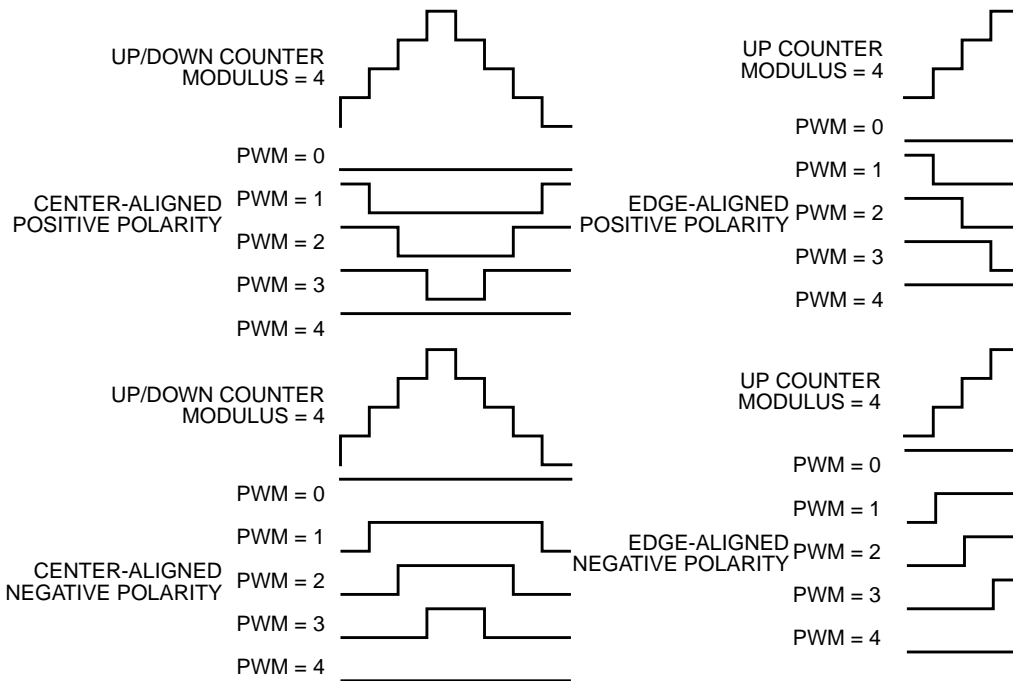 UP/DOWN COUNTER
MODULUS = 4
PWM = 0
CENTER-ALIGNED
POSITIVE POLARITY
PWM = 1
PWM = 2
PWM = 3
PWM = 4
UP COUNTER
MODULUS = 4
PWM = 0
PWM = 1
EDGE-ALIGNED
POSITIVE POLARITY
PWM = 2
PWM = 3
PWM = 4
UP/DOWN COUNTER
MODULUS = 4
PWM = 0
PWM = 1
CENTER-ALIGNED
NEGATIVE POLARITY
PWM = 2
PWM = 3
PWM = 4
UP COUNTER
MODULUS = 4
PWM = 0
PWM = 1
EDGE-ALIGNED
NEGATIVE POLARITY
PWM = 2
PWM = 3
PWM = 4